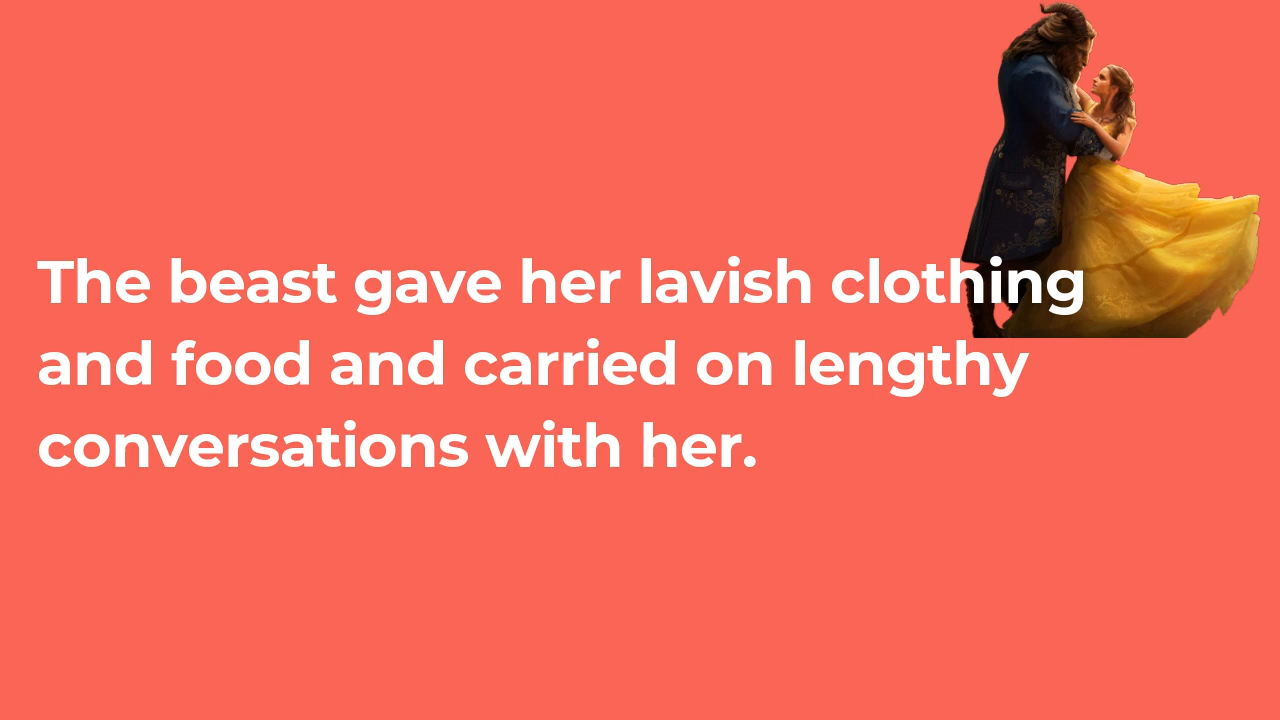 The beast gave her lavish clothing
and food and carried on lengthy
conversations with her.